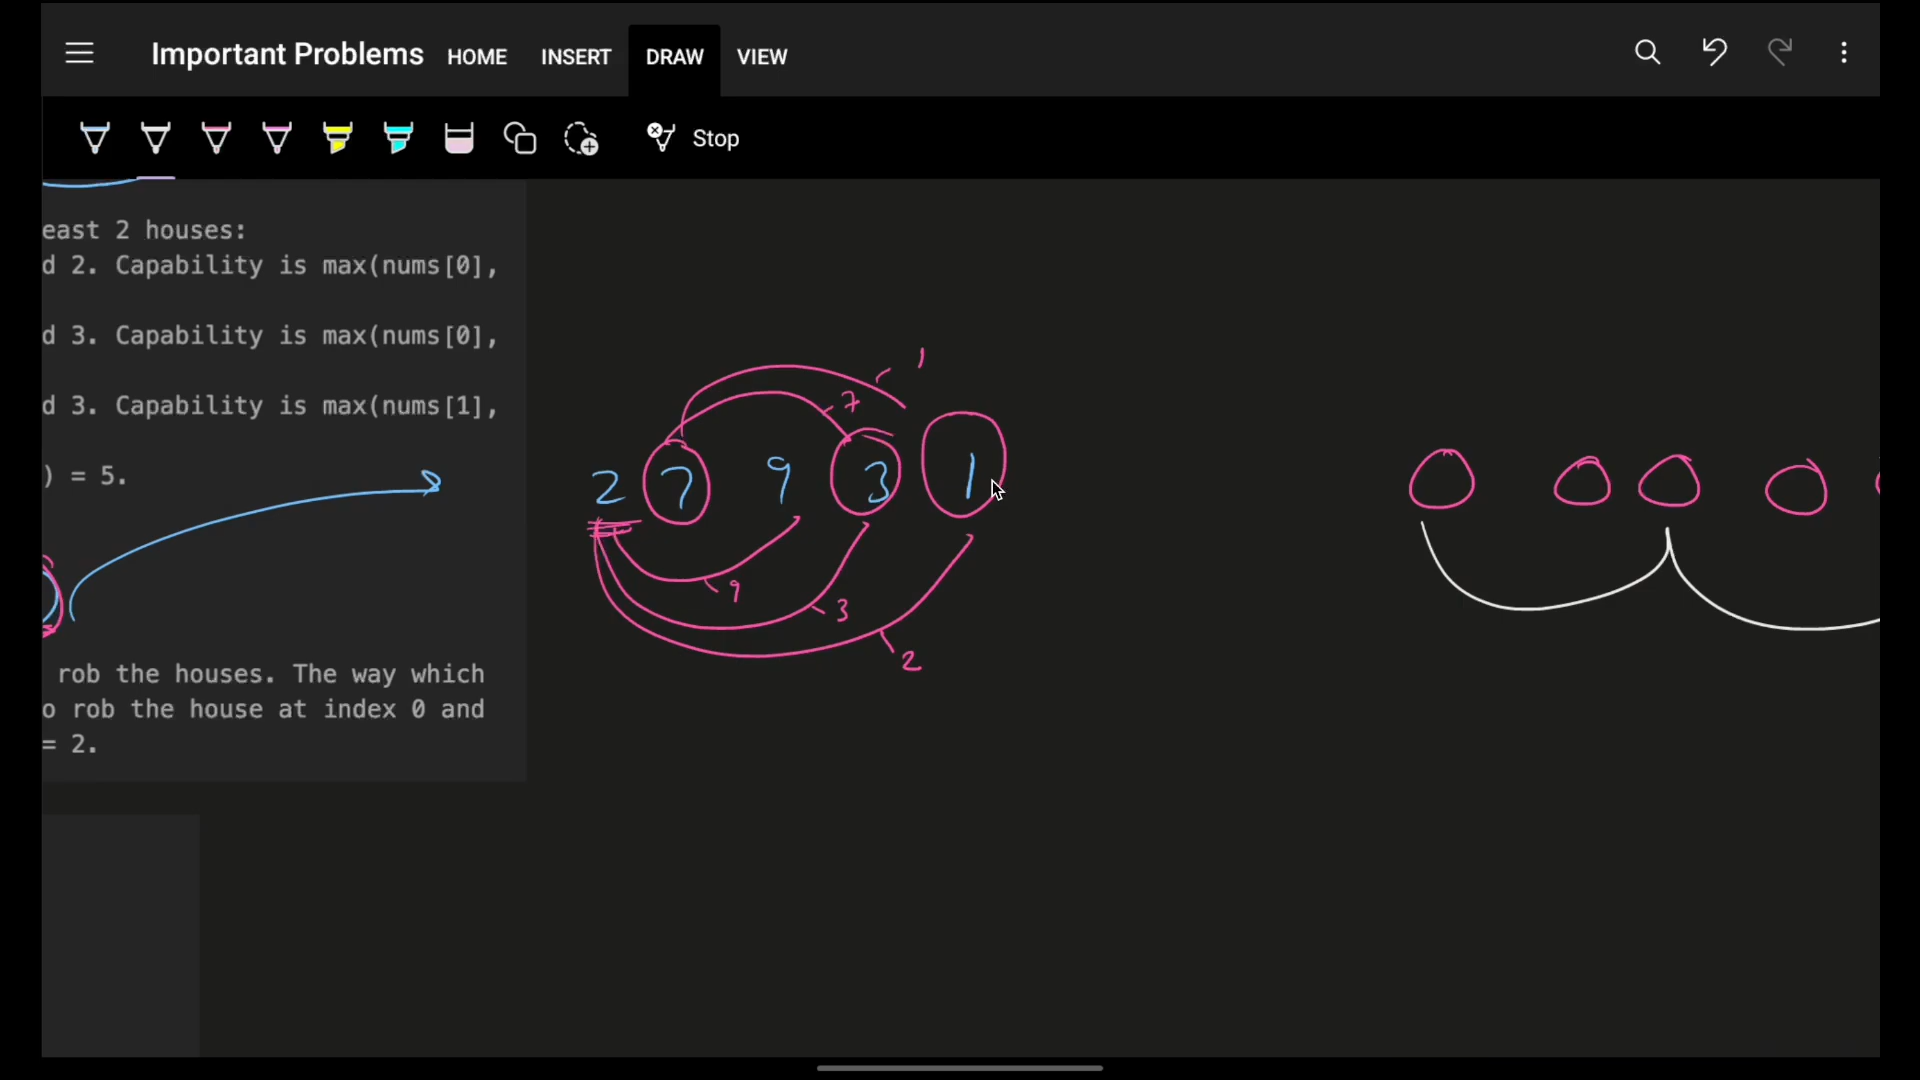 Important Problems HOME INSERT DRAW VIEW
Stop
east 2 houses:
d 2. Capability is max(nums[0],
d 3. Capability is max(nums[0],
d 3. Capability is max(nums[1],
) = 5.
rob the houses. The way which
o rob the house at index 0 and
= 2.
1
7
2 7 9 3 1
9
3
2